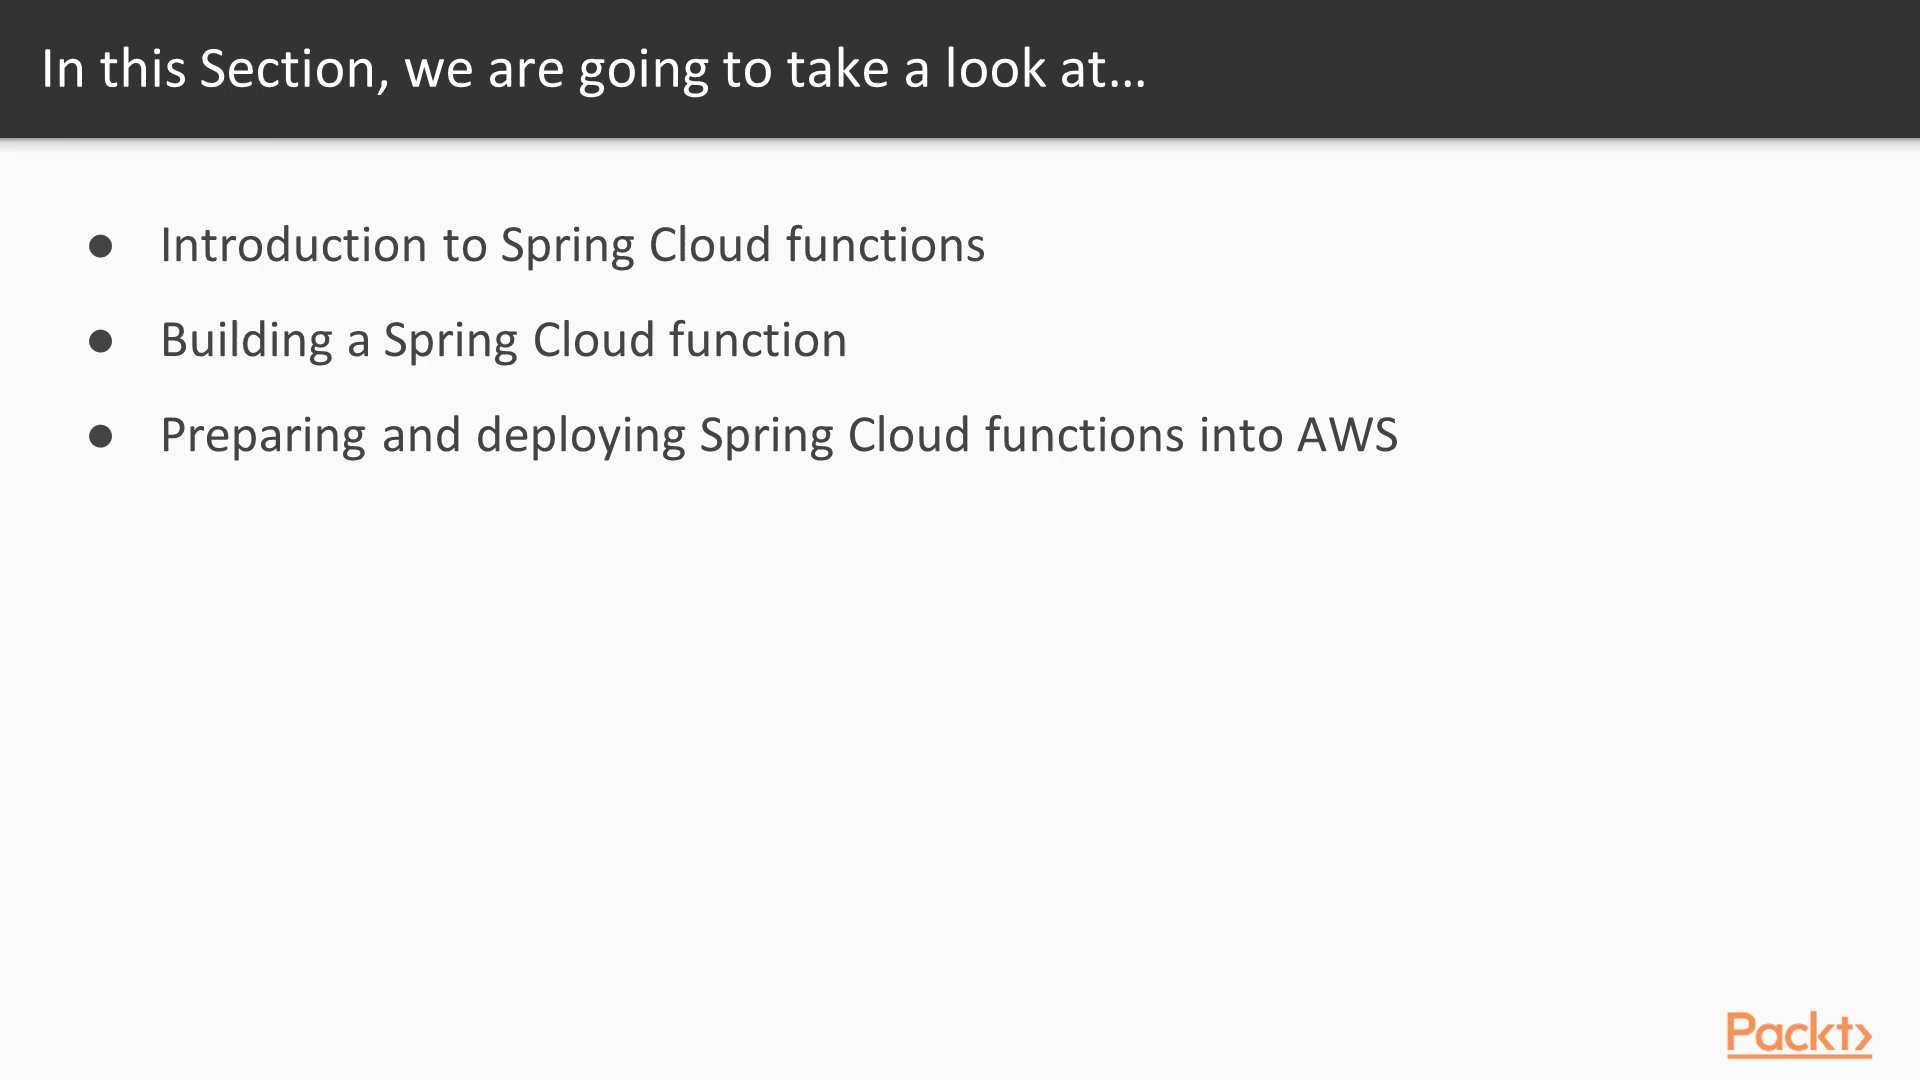 In this Section, we are going to take a look at…
● Introduction to Spring Cloud functions
● Building a Spring Cloud function
● Preparing and deploying Spring Cloud functions into AWS
Packt>